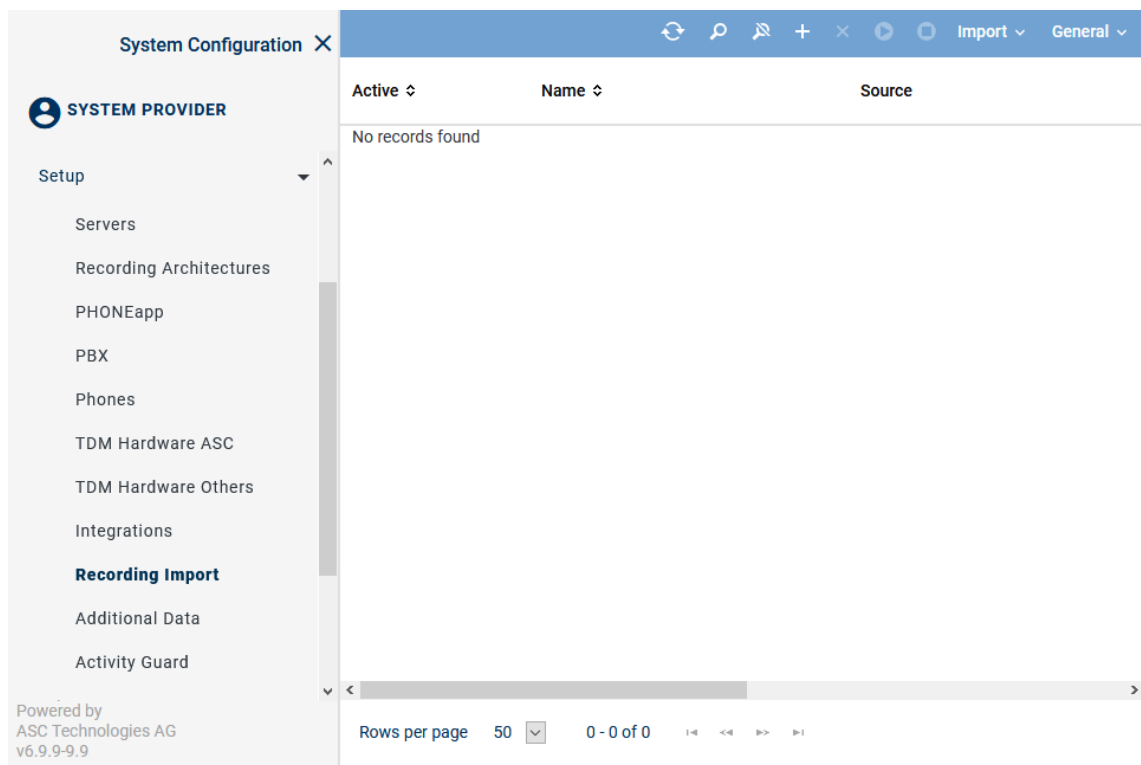 System Configuration
Import General
SYSTEM PROVIDER
Active Name Source
No records found
Setup
Servers
Recording Architectures
PHONEapp
PBX
Phones
TDM Hardware ASC
TDM Hardware Others
Integrations
Recording Import
Additional Data
Activity Guard
Powered by
ASC Technologies AG
v6.9.9-9.9
Rows per page 50 0 - 0 of 0